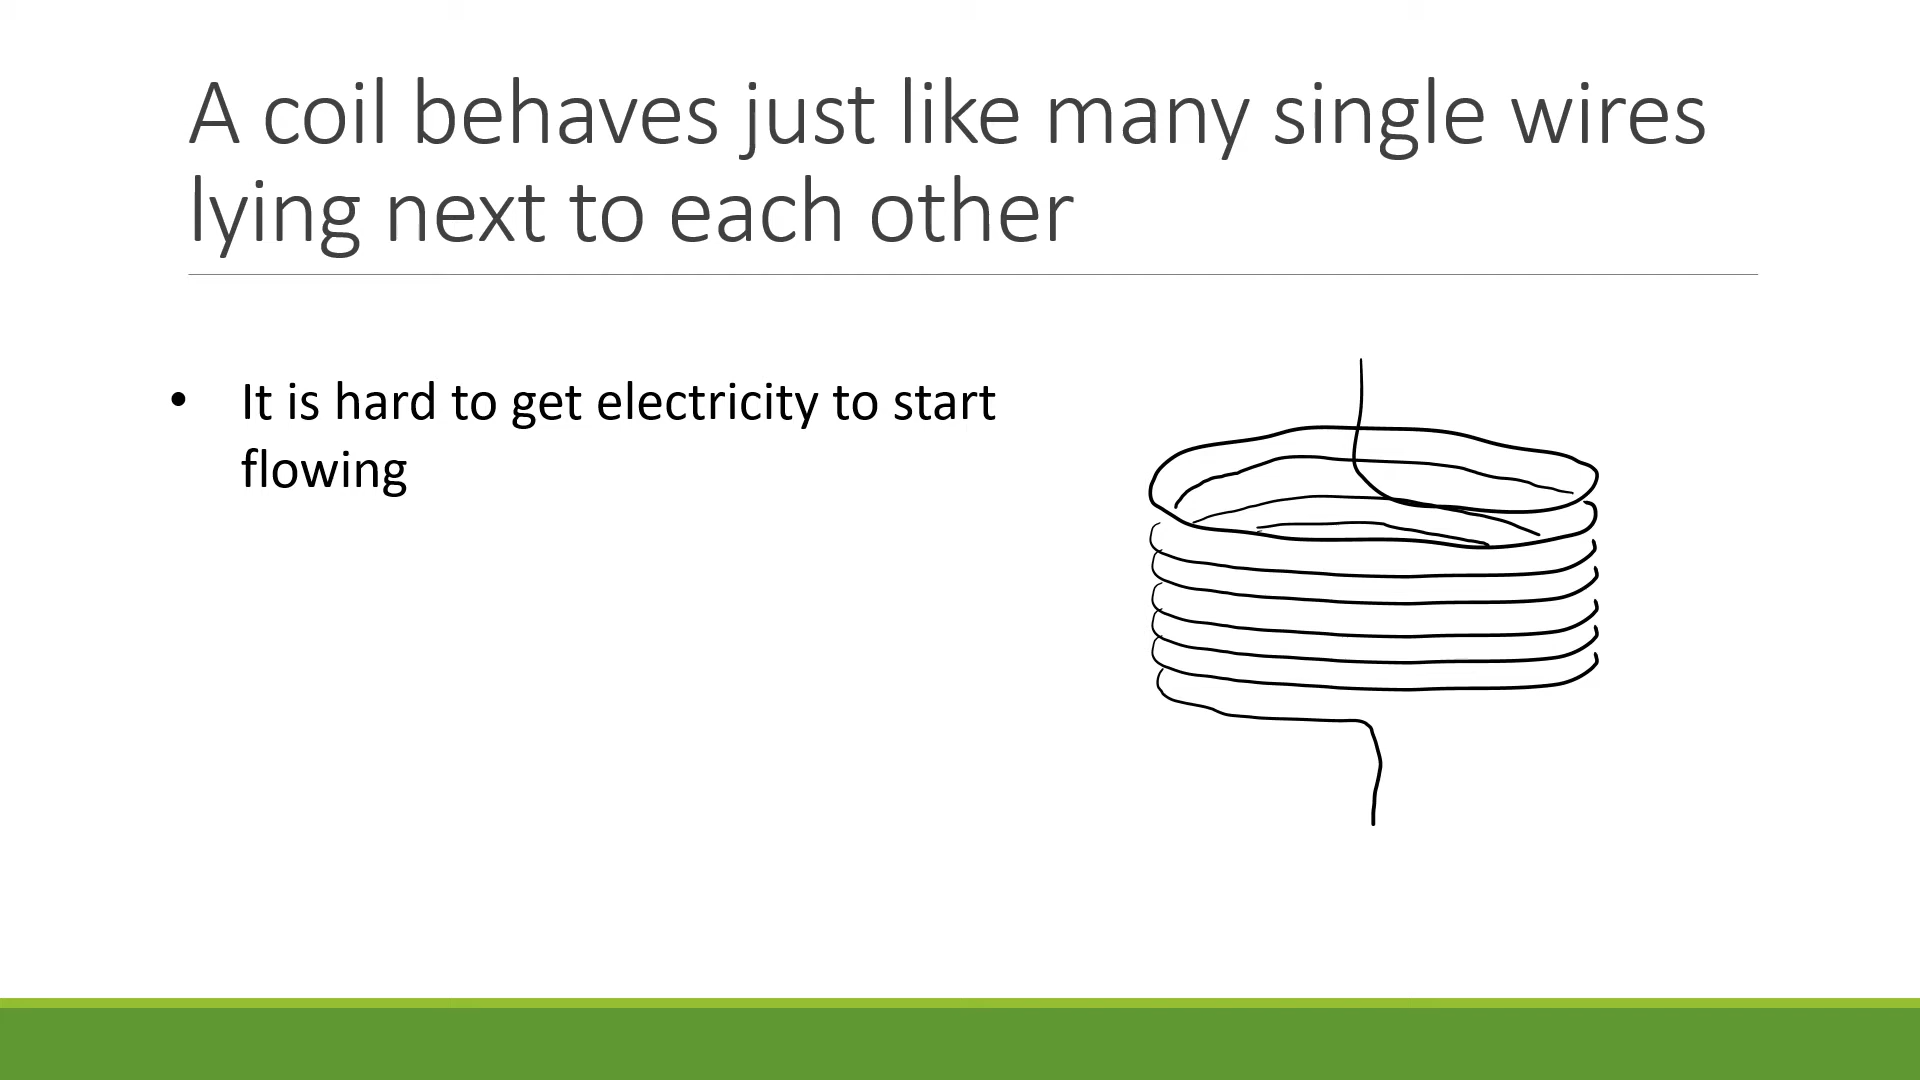 A coil behaves just like many single wires
lying next to each other
• It is hard to get electricity to start
flowing